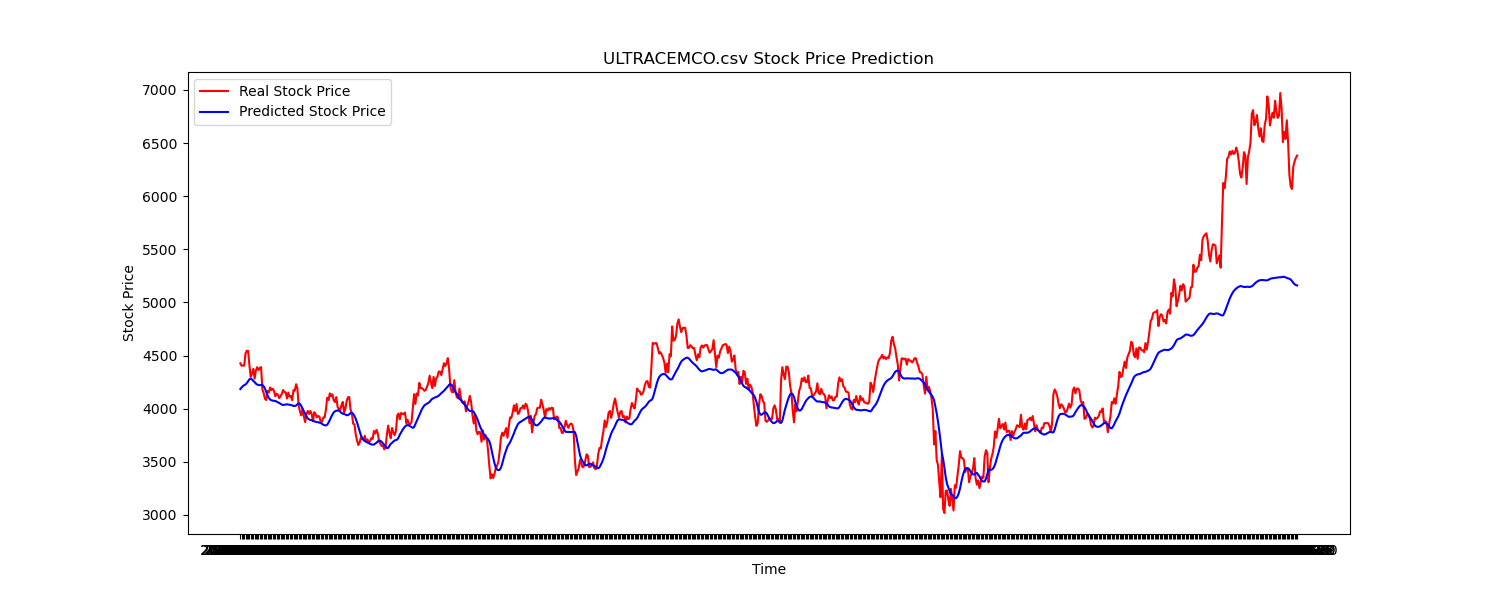 ULTRACEMCO.csv Stock Price Prediction
Real Stock Price
Predicted Stock Price
7000
6500
6000
5500
5000
4500
4000
3500
3000
Stock Price
Time